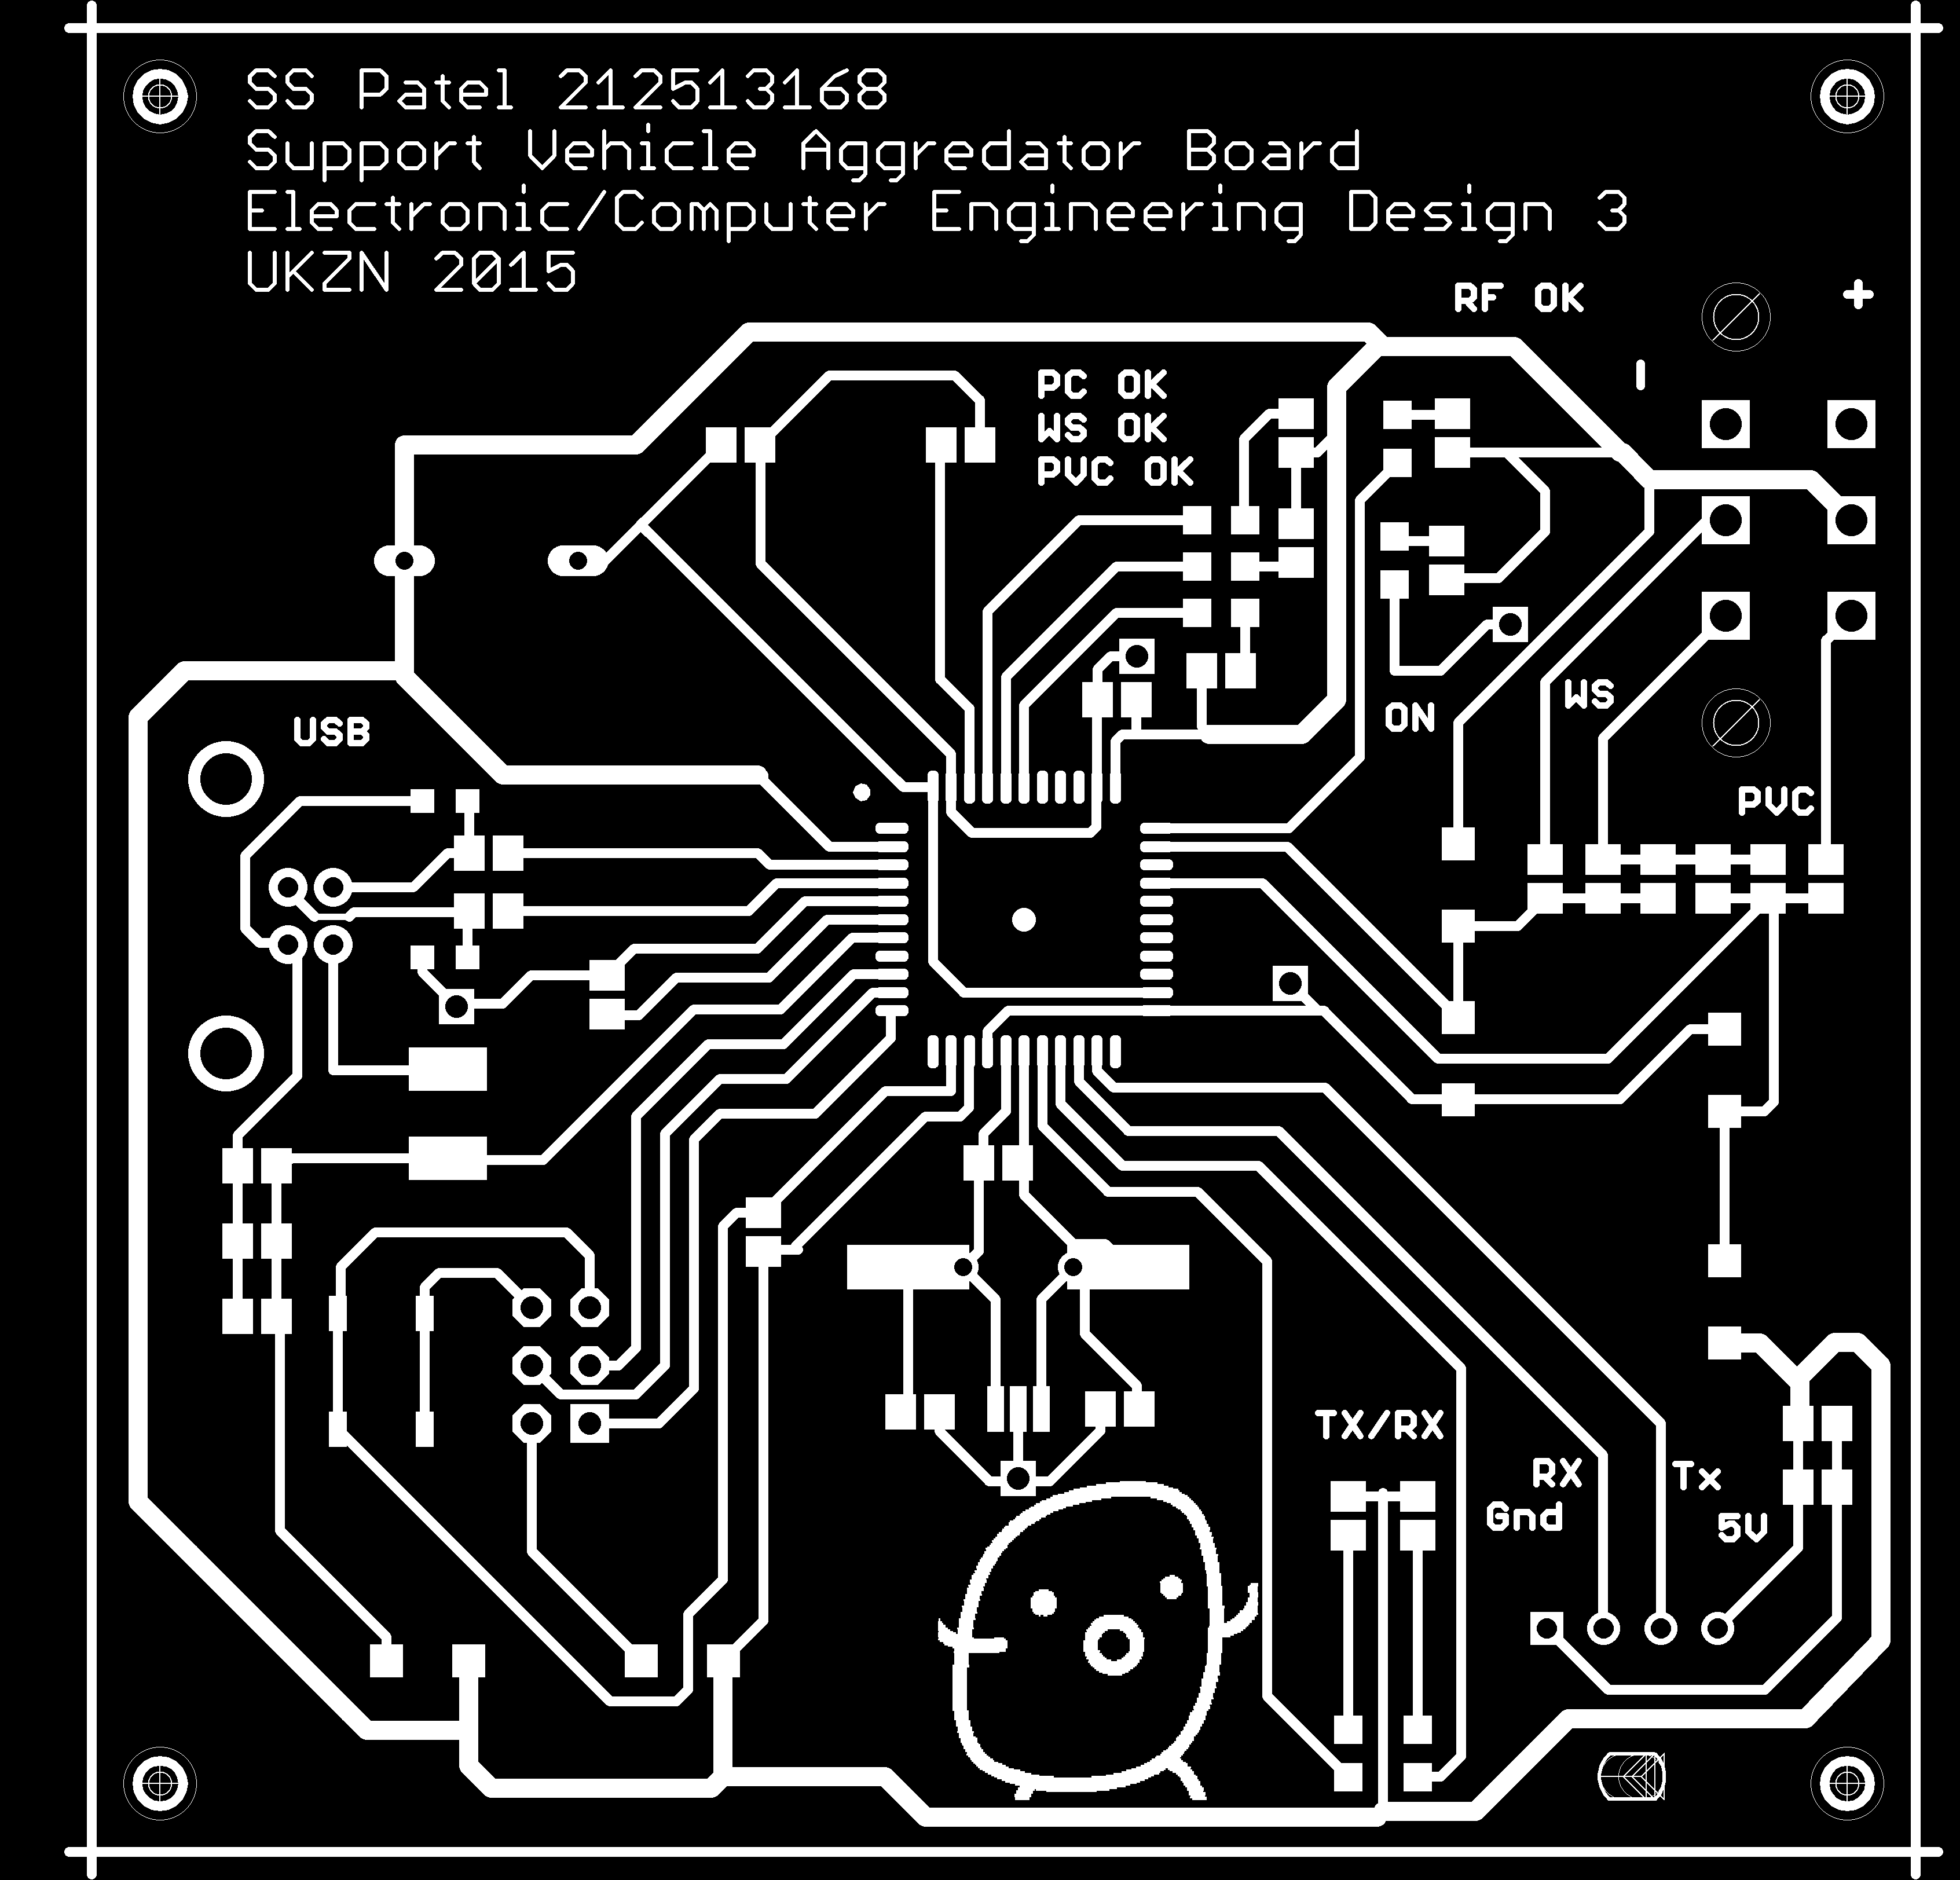 SS Patel 212513168
Support Vehicle Aggredator Board
Electronic/Computer Engineering Design 3
UKZN 2015
RF OK
+
-
PC OK
WS OK
PVC OK
WS
ON
USB
PVC
TX/RX
RX
Tx
Gnd
5V